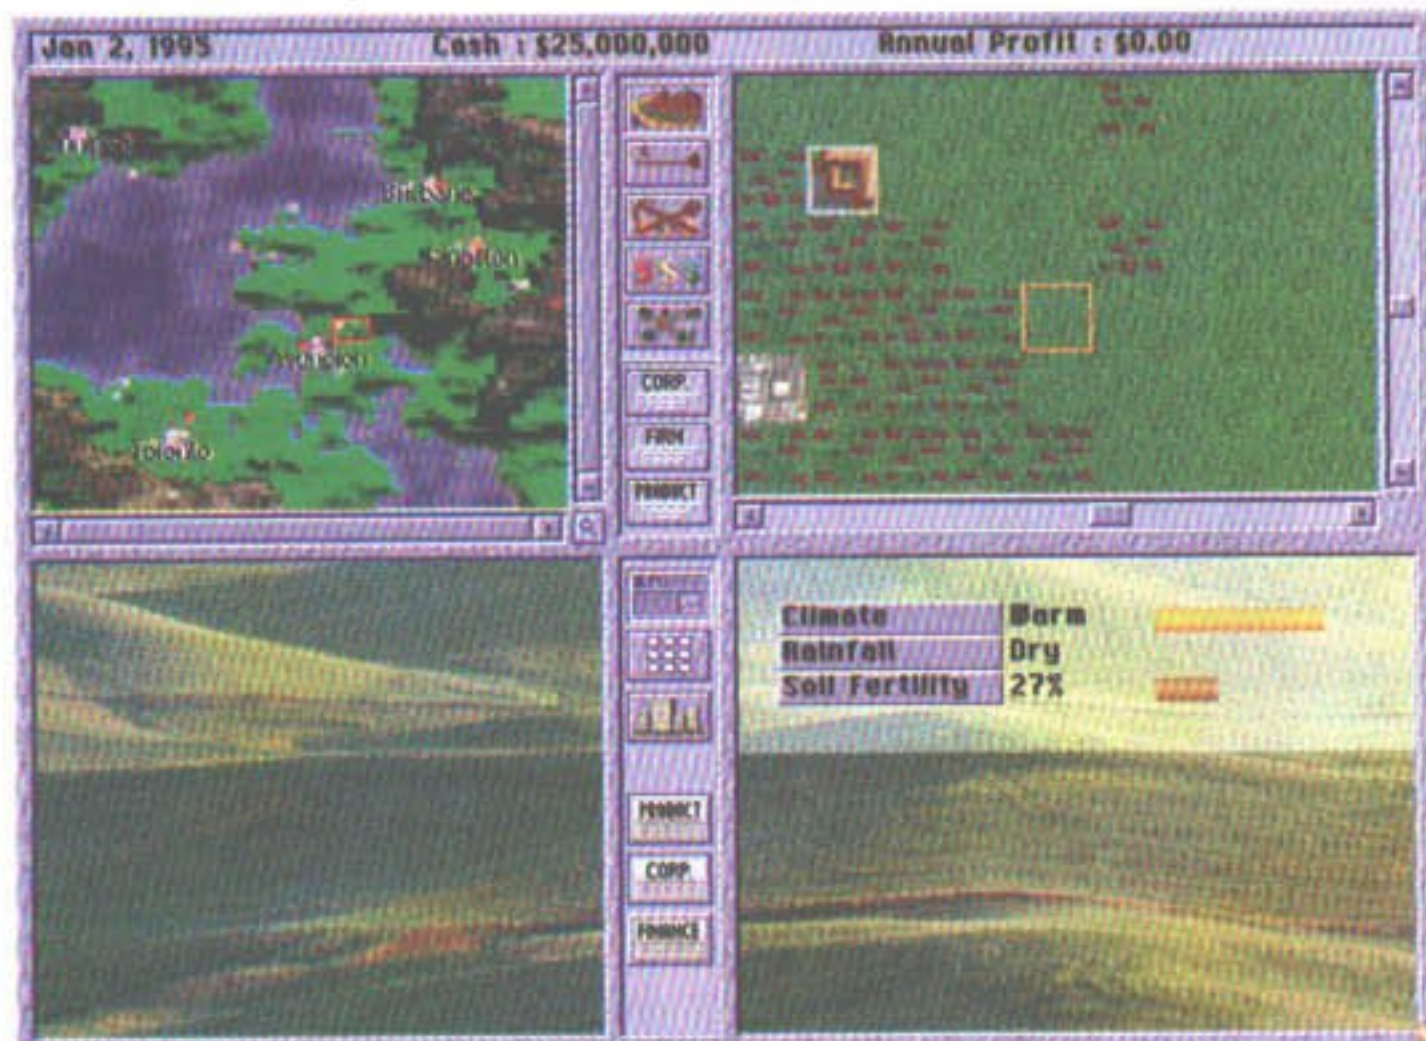 Jan 2, 1995
Cash : $25,000,000
Annual Profit : $0.00
CORP.
FIRM
PRODUCT
Climate Warm
Rainfall Dry
Soil Fertility 27%
PRODUCT
CORP.
FINANCE